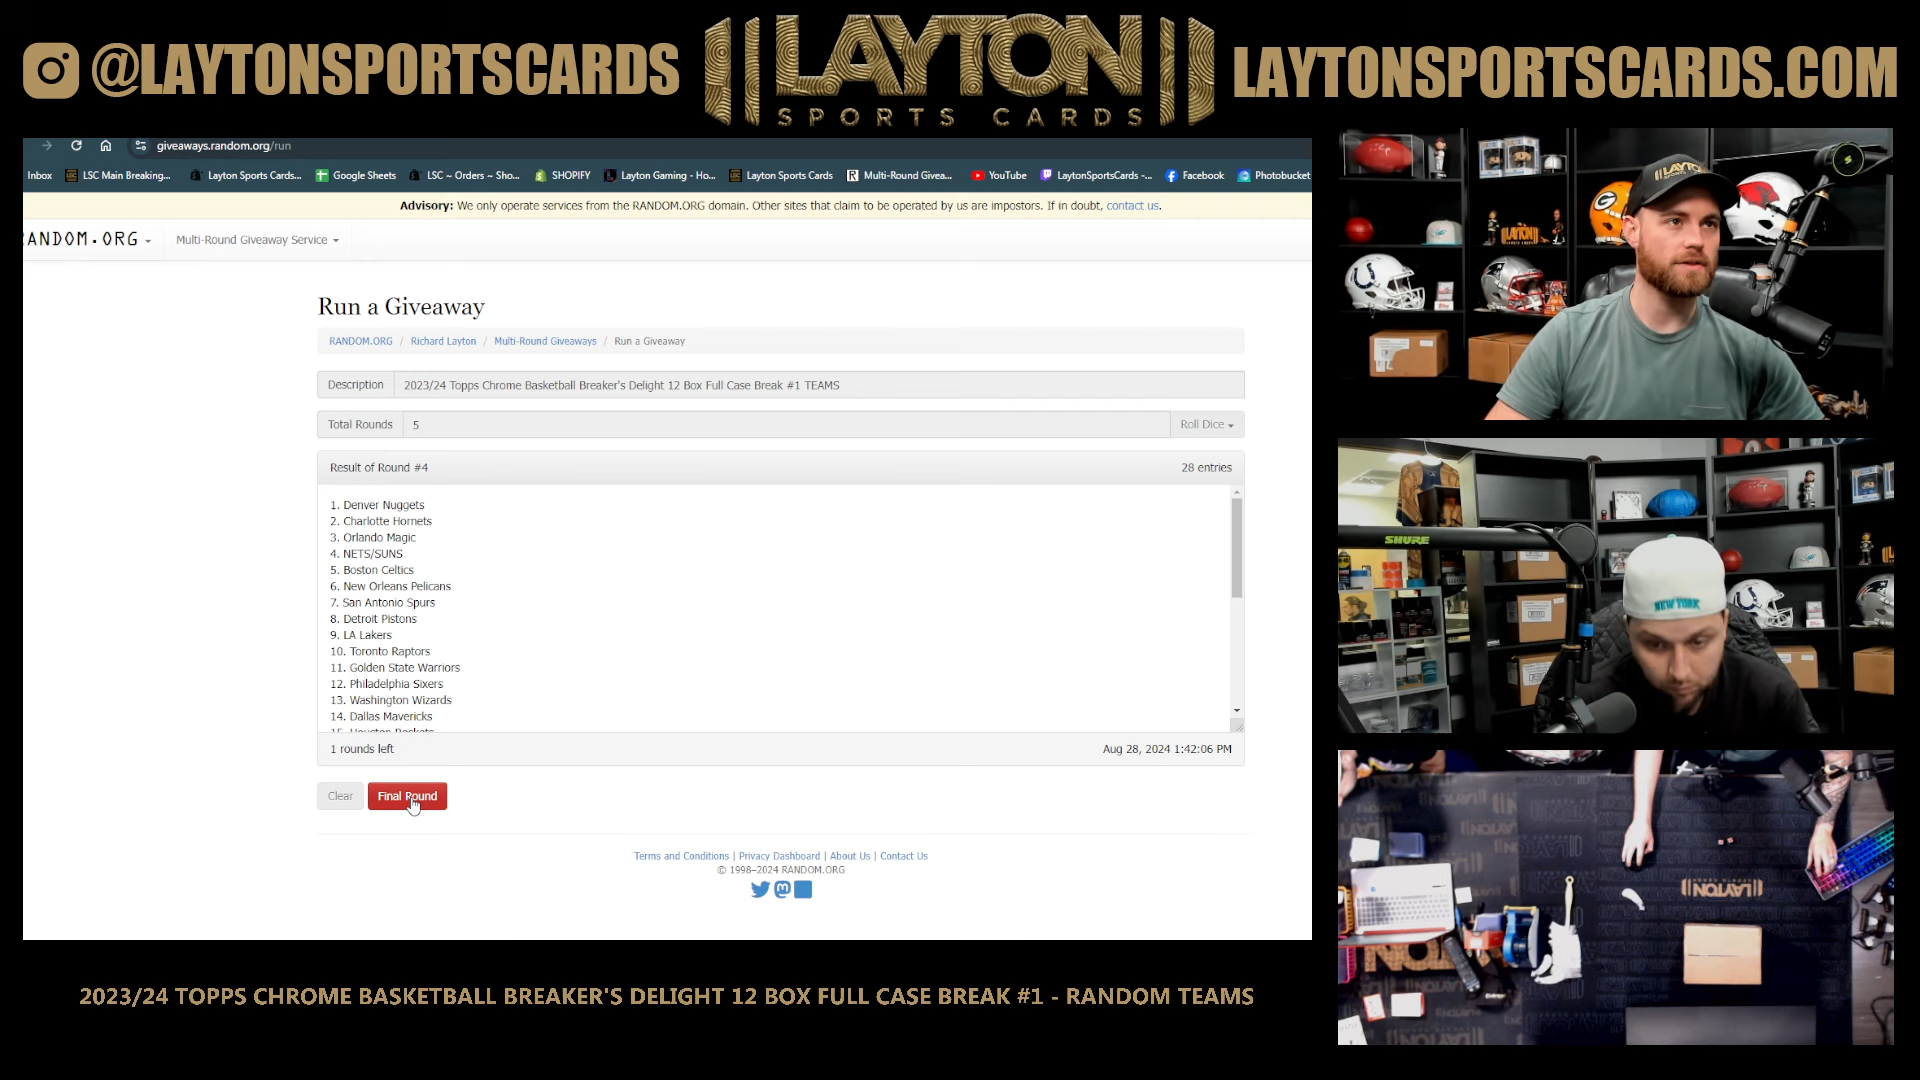 @LAYTONSPORTSCARDS
LAYTON
SPORTS CARDS
LAYTONSPORTSCARDS.COM
giveaways.random.org/run
Inbox LSC Main Breaking... Layton Sports Cards... Google Sheets LSC ~ Orders ~ Sho... SHOPIFY Layton Gaming - Ho... Layton Sports Cards Multi-Round Givea... YouTube LaytonSportsCards -... Facebook Photobucket
Advisory: We only operate services from the RANDOM.ORG domain. Other sites that claim to be operated by us are impostors. If in doubt, contact us.
RANDOM.ORG Multi-Round Giveaway Service
Run a Giveaway
RANDOM.ORG / Richard Layton / Multi-Round Giveaways / Run a Giveaway
Description 2023/24 Topps Chrome Basketball Breaker's Delight 12 Box Full Case Break #1 TEAMS
Total Rounds 5 Roll Dice
Result of Round #4 28 entries
1. Denver Nuggets
2. Charlotte Hornets
3. Orlando Magic
4. NETS/SUNS
5. Boston Celtics
6. New Orleans Pelicans
7. San Antonio Spurs
8. Detroit Pistons
9. LA Lakers
10. Toronto Raptors
11. Golden State Warriors
12. Philadelphia Sixers
13. Washington Wizards
14. Dallas Mavericks
15. Houston Rockets
1 rounds left Aug 28, 2024 1:42:06 PM
Clear Final Round
Terms and Conditions | Privacy Dashboard | About Us | Contact Us
© 1998–2024 RANDOM.ORG
2023/24 TOPPS CHROME BASKETBALL BREAKER'S DELIGHT 12 BOX FULL CASE BREAK #1 - RANDOM TEAMS
LAYTON
SHURE
NEW YORK
LAYTON